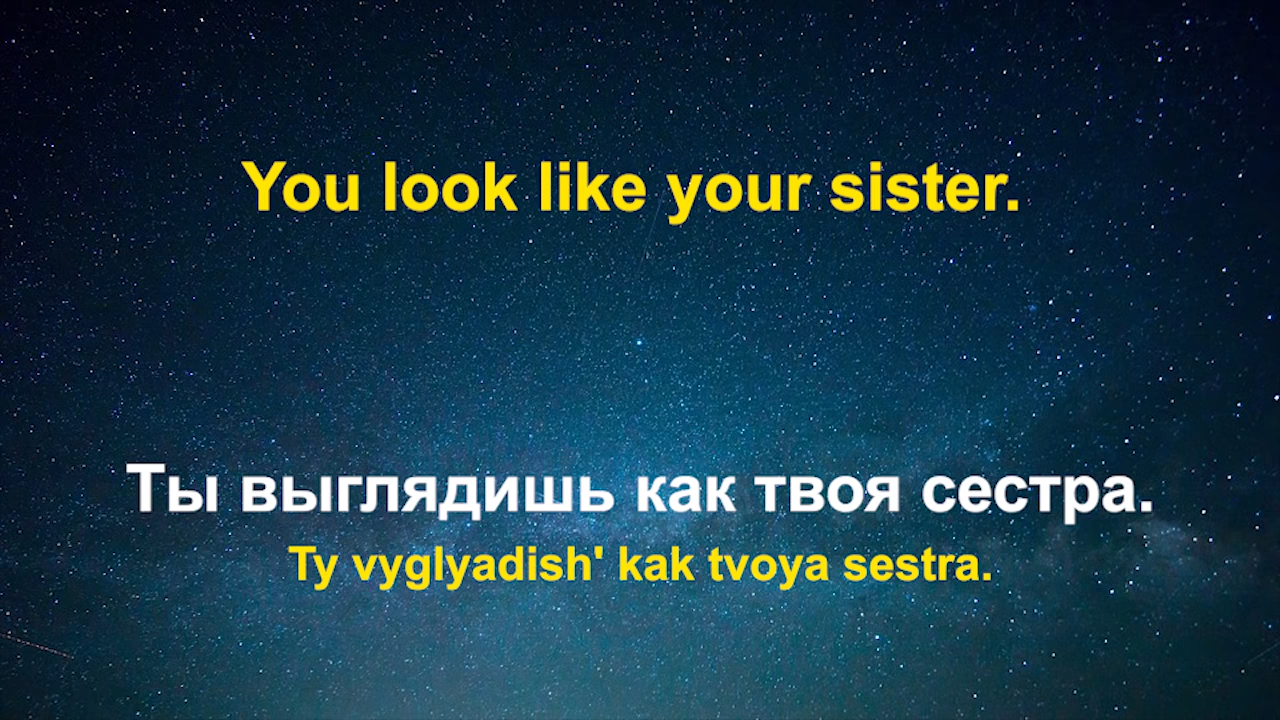 You look like your sister.
Ты выглядишь как твоя сестра.
Ty vyglyadish' kak tvoya sestra.